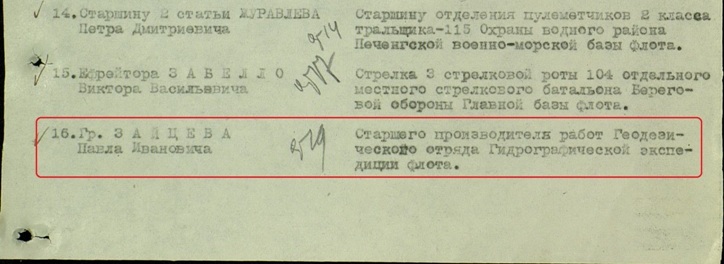 14. Старшину 2 статьи ЖУРАВЛЕВА Старшину отделения пулеметчиков 2 класса
Петра Дмитриевича тральщика-115 Охраны водного района
Печенгской военно-морской базы флота.
15. Ефрейтора З А Б Е Л Л О Стрелка 3 стрелковой роты 104 отдельного
Виктора Васильевича местного стрелкового батальона Берего-
вой обороны Главной базы флота.
16. Гр. З А Й Ц Е В А Старшего производителя работ Геодези-
Павла Ивановича ческого отряда Гидрографической экспе-
диции флота.